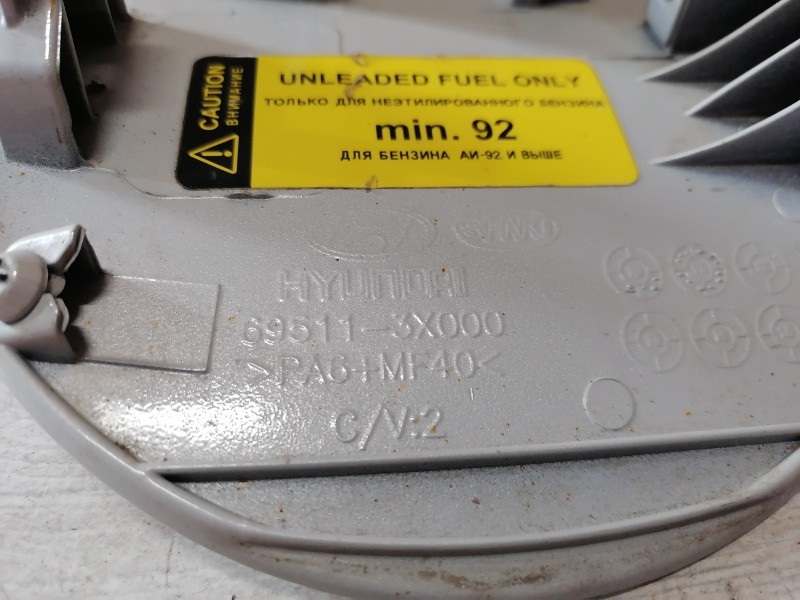 CAUTION
ВНИМАНИЕ
UNLEADED FUEL ONLY
ТОЛЬКО ДЛЯ НЕЭТИЛИРОВАННОГО БЕНЗИНА
min. 92
ДЛЯ БЕНЗИНА АИ-92 И ВЫШЕ
HYUNDAI
69511-3X000
>PA6+MF40<
C/V:2